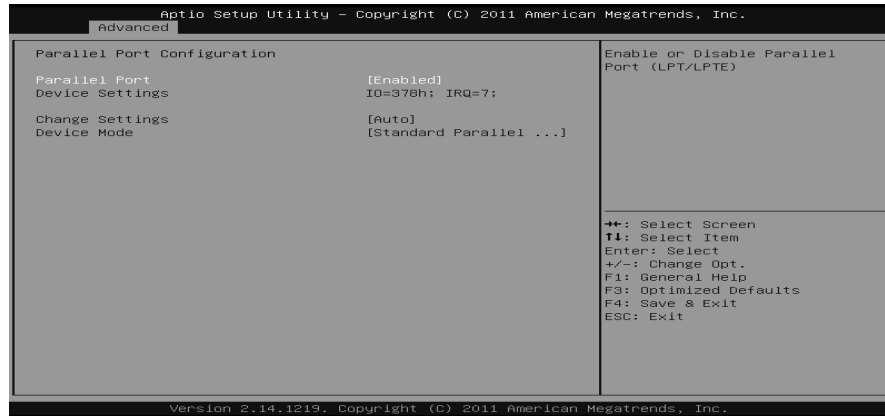 Aptio Setup Utility – Copyright (C) 2011 American Megatrends, Inc.
Advanced
Parallel Port Configuration
Parallel Port [Enabled]
Device Settings IO=378h; IRQ=7;
Change Settings [Auto]
Device Mode [Standard Parallel ...]
Enable or Disable Parallel
Port (LPT/LPTE)
→←: Select Screen
↑↓: Select Item
Enter: Select
+/-: Change Opt.
F1: General Help
F3: Optimized Defaults
F4: Save & Exit
ESC: Exit
Version 2.14.1219. Copyright (C) 2011 American Megatrends, Inc.